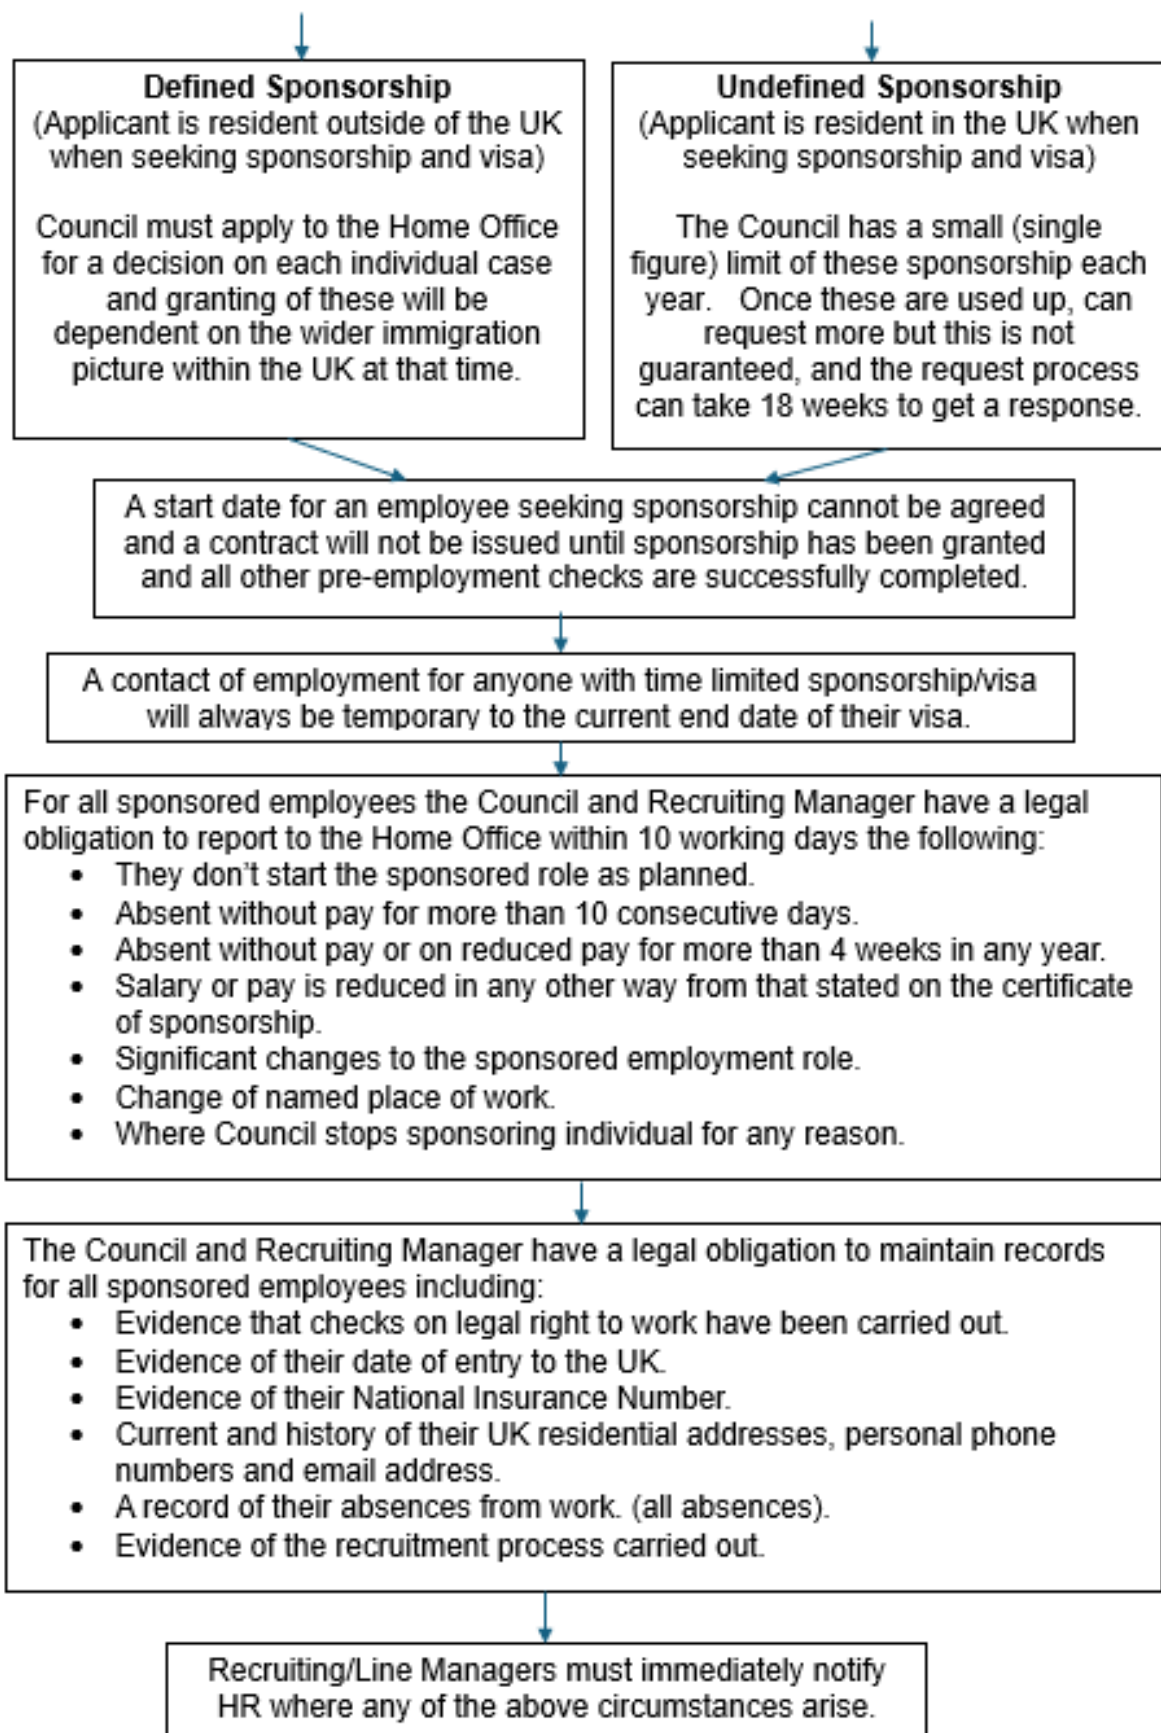 Defined Sponsorship
(Applicant is resident outside of the UK
when seeking sponsorship and visa)
Council must apply to the Home Office
for a decision on each individual case
and granting of these will be
dependent on the wider immigration
picture within the UK at that time.
Undefined Sponsorship
(Applicant is resident in the UK when
seeking sponsorship and visa)
The Council has a small (single
figure) limit of these sponsorship each
year. Once these are used up, can
request more but this is not
guaranteed, and the request process
can take 18 weeks to get a response.
A start date for an employee seeking sponsorship cannot be agreed
and a contract will not be issued until sponsorship has been granted
and all other pre-employment checks are successfully completed.
A contact of employment for anyone with time limited sponsorship/visa
will always be temporary to the current end date of their visa.
For all sponsored employees the Council and Recruiting Manager have a legal
obligation to report to the Home Office within 10 working days the following:
• They don't start the sponsored role as planned.
• Absent without pay for more than 10 consecutive days.
• Absent without pay or on reduced pay for more than 4 weeks in any year.
• Salary or pay is reduced in any other way from that stated on the certificate
of sponsorship.
• Significant changes to the sponsored employment role.
• Change of named place of work.
• Where Council stops sponsoring individual for any reason.
The Council and Recruiting Manager have a legal obligation to maintain records
for all sponsored employees including:
• Evidence that checks on legal right to work have been carried out.
• Evidence of their date of entry to the UK.
• Evidence of their National Insurance Number.
• Current and history of their UK residential addresses, personal phone
numbers and email address.
• A record of their absences from work. (all absences).
• Evidence of the recruitment process carried out.
Recruiting/Line Managers must immediately notify
HR where any of the above circumstances arise.